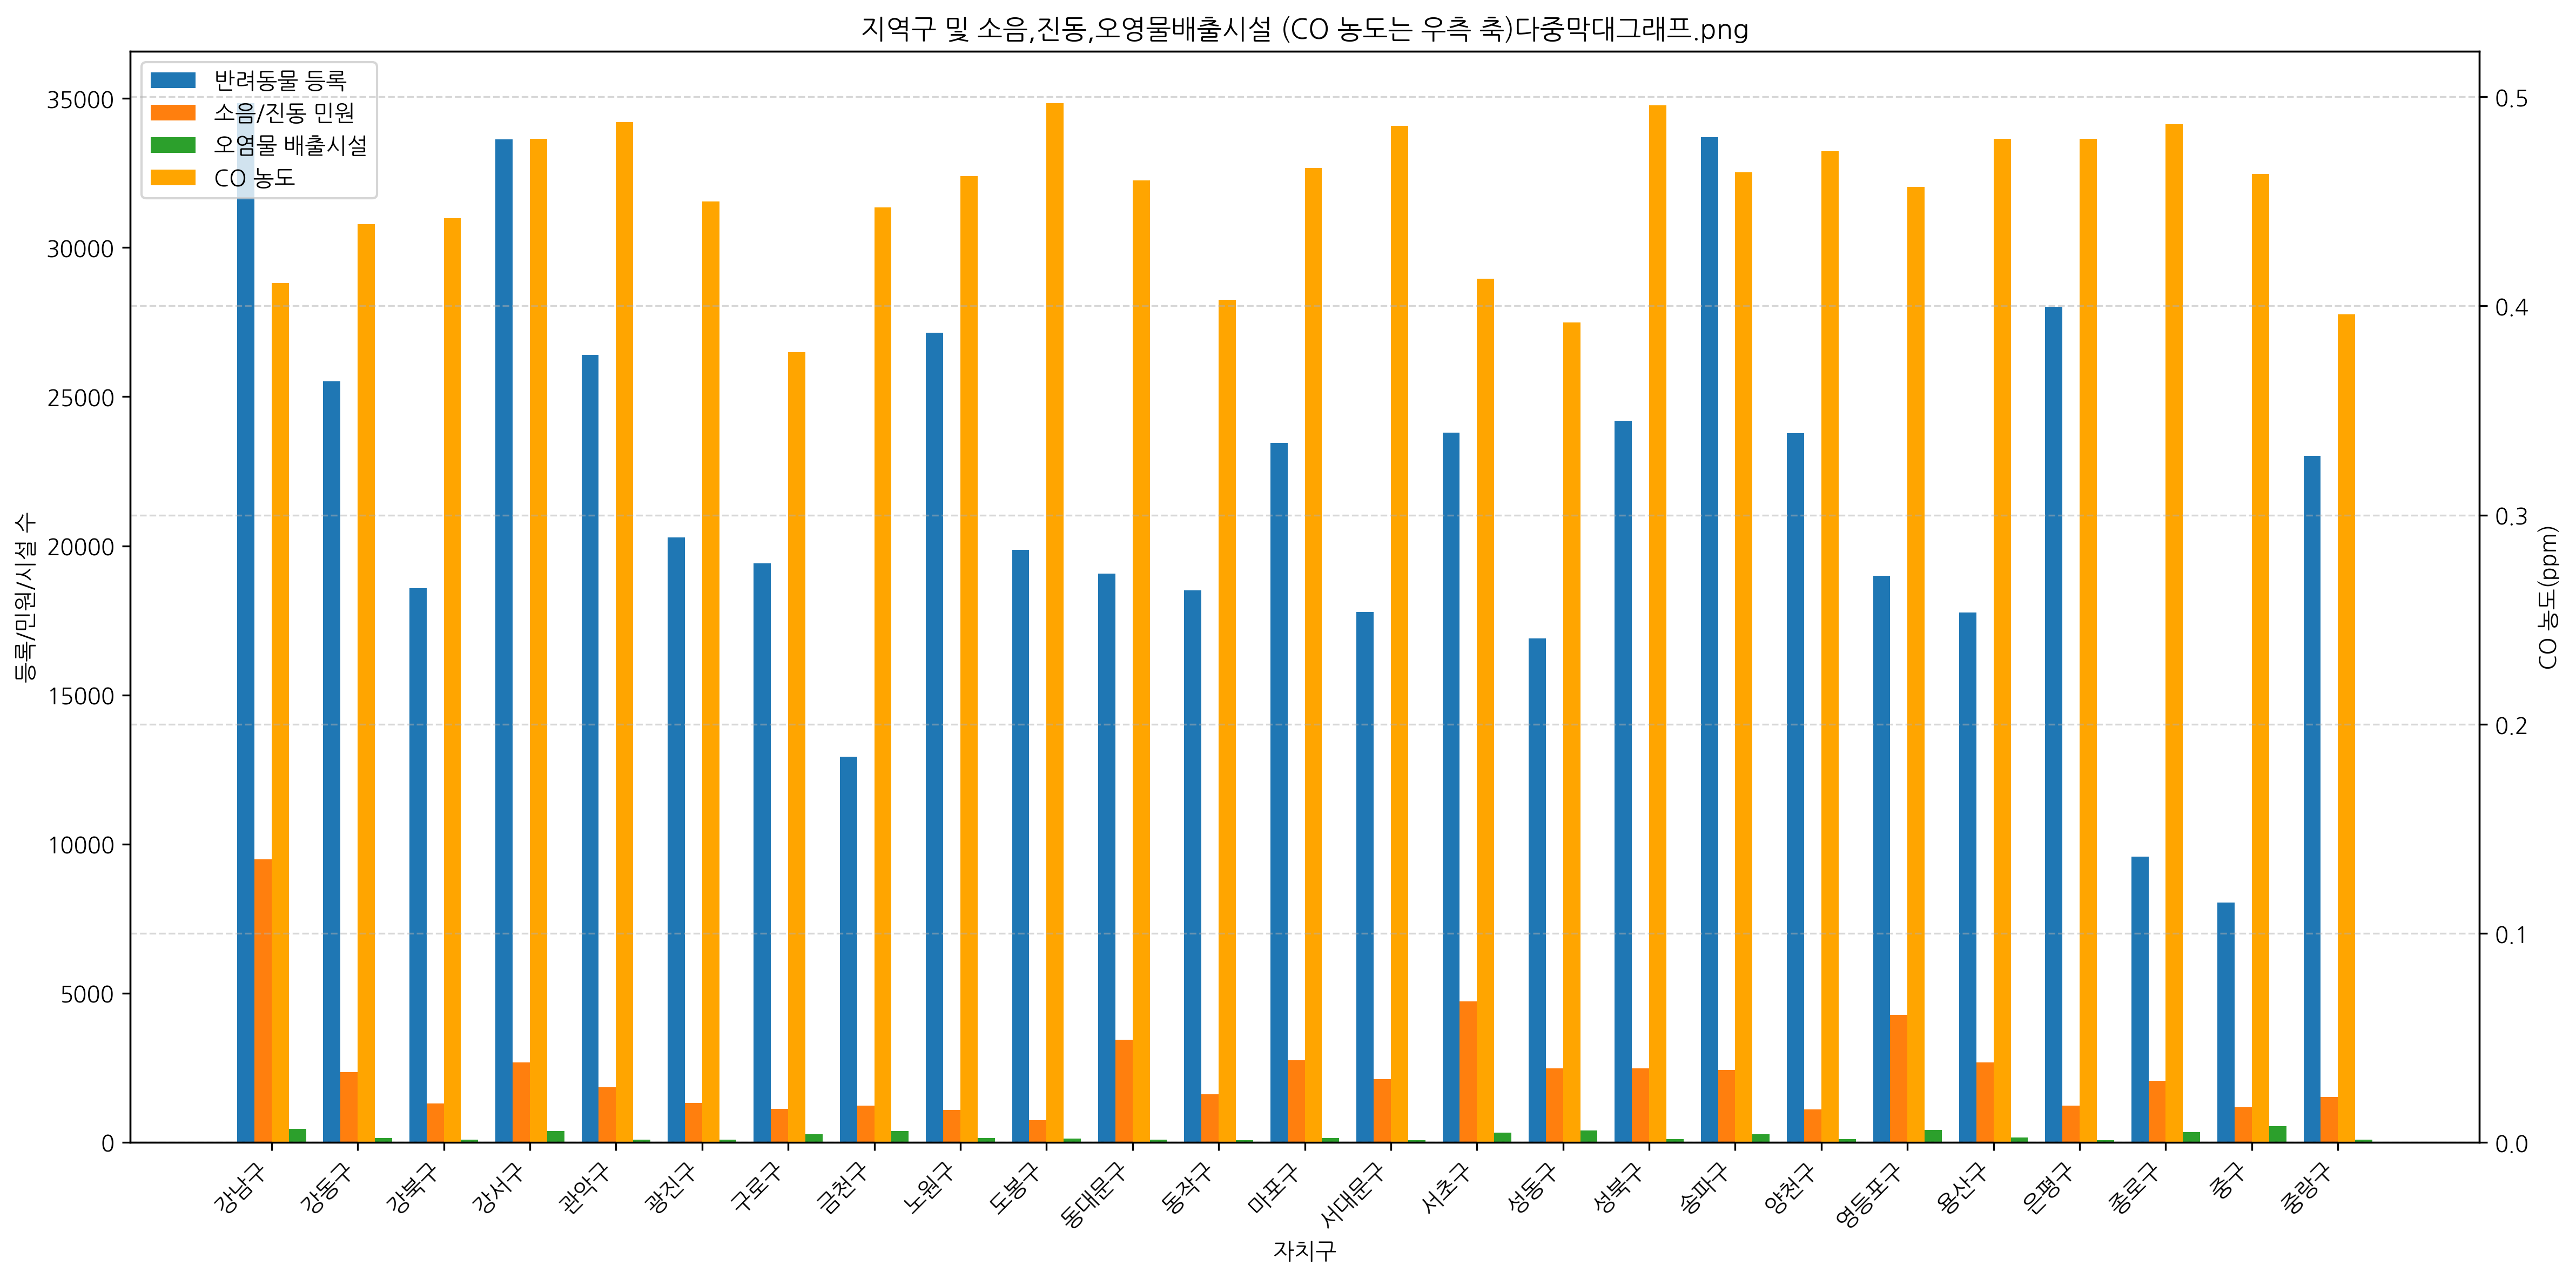 지역구 및 소음,진동,오영물배출시설 (CO 농도는 우측 축)다중막대그래프.png
반려동물 등록
소음/진동 민원
오염물 배출시설
CO 농도
35000
30000
25000
20000
15000
10000
5000
0
등록/민원/시설 수
0.5
0.4
0.3
0.2
0.1
0.0
CO 농도(ppm)
강남구
강동구
강북구
강서구
관악구
광진구
구로구
금천구
노원구
도봉구
동대문구
동작구
마포구
서대문구
서초구
성동구
성북구
송파구
양천구
영등포구
용산구
은평구
종로구
중구
중랑구
자치구